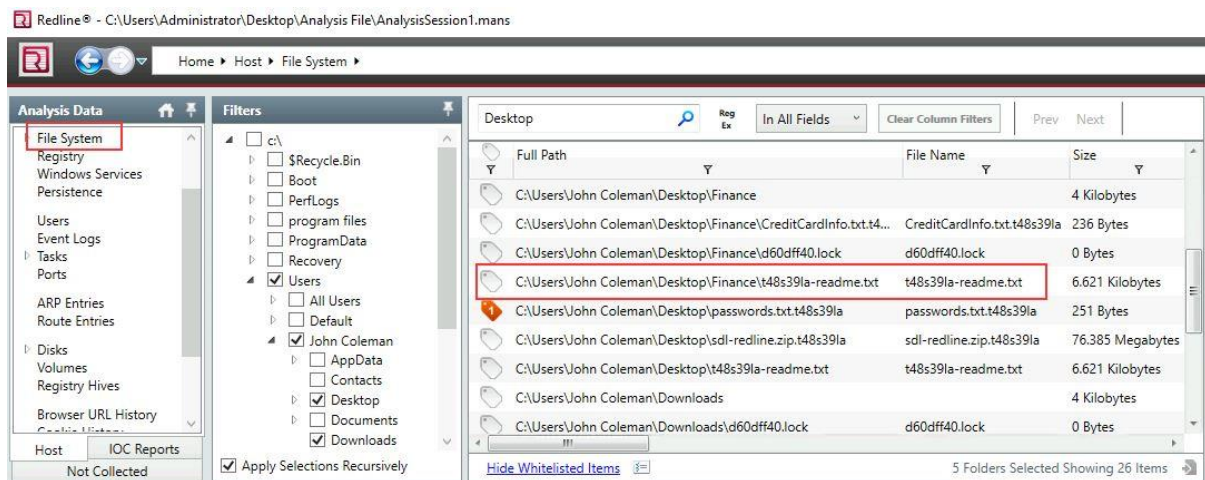 Redline® - C:\Users\Administrator\Desktop\Analysis File\AnalysisSession1.mans
Home ▸ Host ▸ File System ▸
Analysis Data
File System
Registry
Windows Services
Persistence
Users
Event Logs
Tasks
Ports
ARP Entries
Route Entries
Disks
Volumes
Registry Hives
Browser URL History
Host
IOC Reports
Not Collected
Filters
c:\
$Recycle.Bin
Boot
PerfLogs
program files
ProgramData
Recovery
Users
All Users
Default
John Coleman
AppData
Contacts
Desktop
Documents
Downloads
Apply Selections Recursively
Desktop
Reg Ex
In All Fields
Clear Column Filters
Prev
Next
Full Path File Name Size
C:\Users\John Coleman\Desktop\Finance 4 Kilobytes
C:\Users\John Coleman\Desktop\Finance\CreditCardInfo.txt.t4... CreditCardInfo.txt.t48s39la 236 Bytes
C:\Users\John Coleman\Desktop\Finance\d60dff40.lock d60dff40.lock 0 Bytes
C:\Users\John Coleman\Desktop\Finance\t48s39la-readme.txt t48s39la-readme.txt 6.621 Kilobytes
1 C:\Users\John Coleman\Desktop\passwords.txt.t48s39la passwords.txt.t48s39la 251 Bytes
C:\Users\John Coleman\Desktop\sdl-redline.zip.t48s39la sdl-redline.zip.t48s39la 76.385 Megabytes
C:\Users\John Coleman\Desktop\t48s39la-readme.txt t48s39la-readme.txt 6.621 Kilobytes
C:\Users\John Coleman\Downloads 4 Kilobytes
C:\Users\John Coleman\Downloads\d60dff40.lock d60dff40.lock 0 Bytes
Hide Whitelisted Items
5 Folders Selected Showing 26 Items